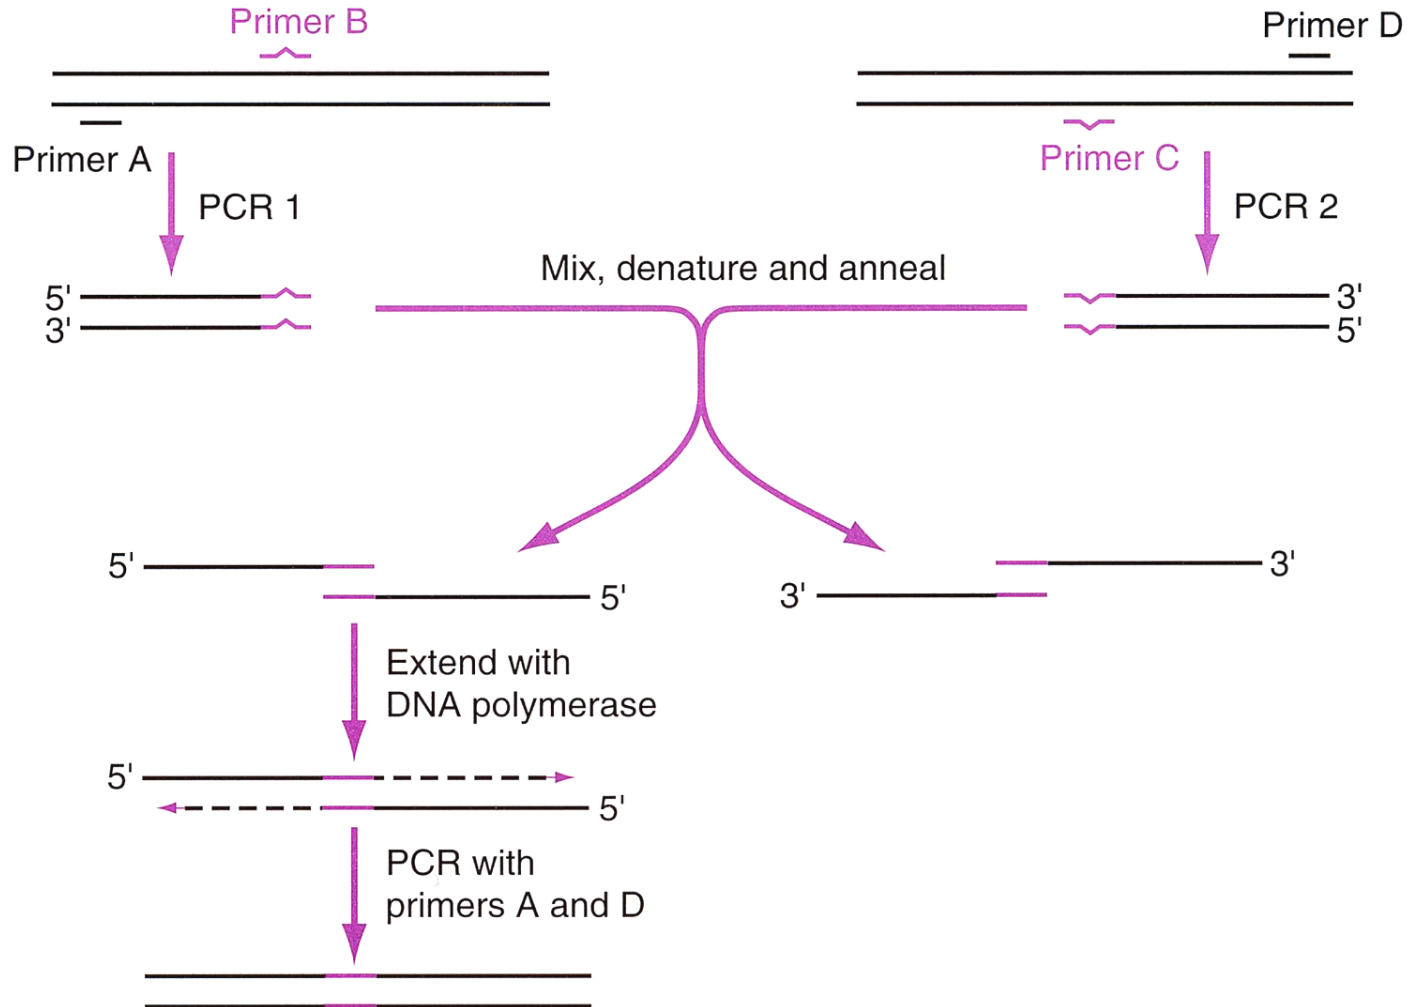 Primer B
Primer D
Primer A
Primer C
PCR 1
PCR 2
Mix, denature and anneal
5'
3'
3'
5'
5'
5'
3'
3'
Extend with
DNA polymerase
5'
5'
PCR with
primers A and D